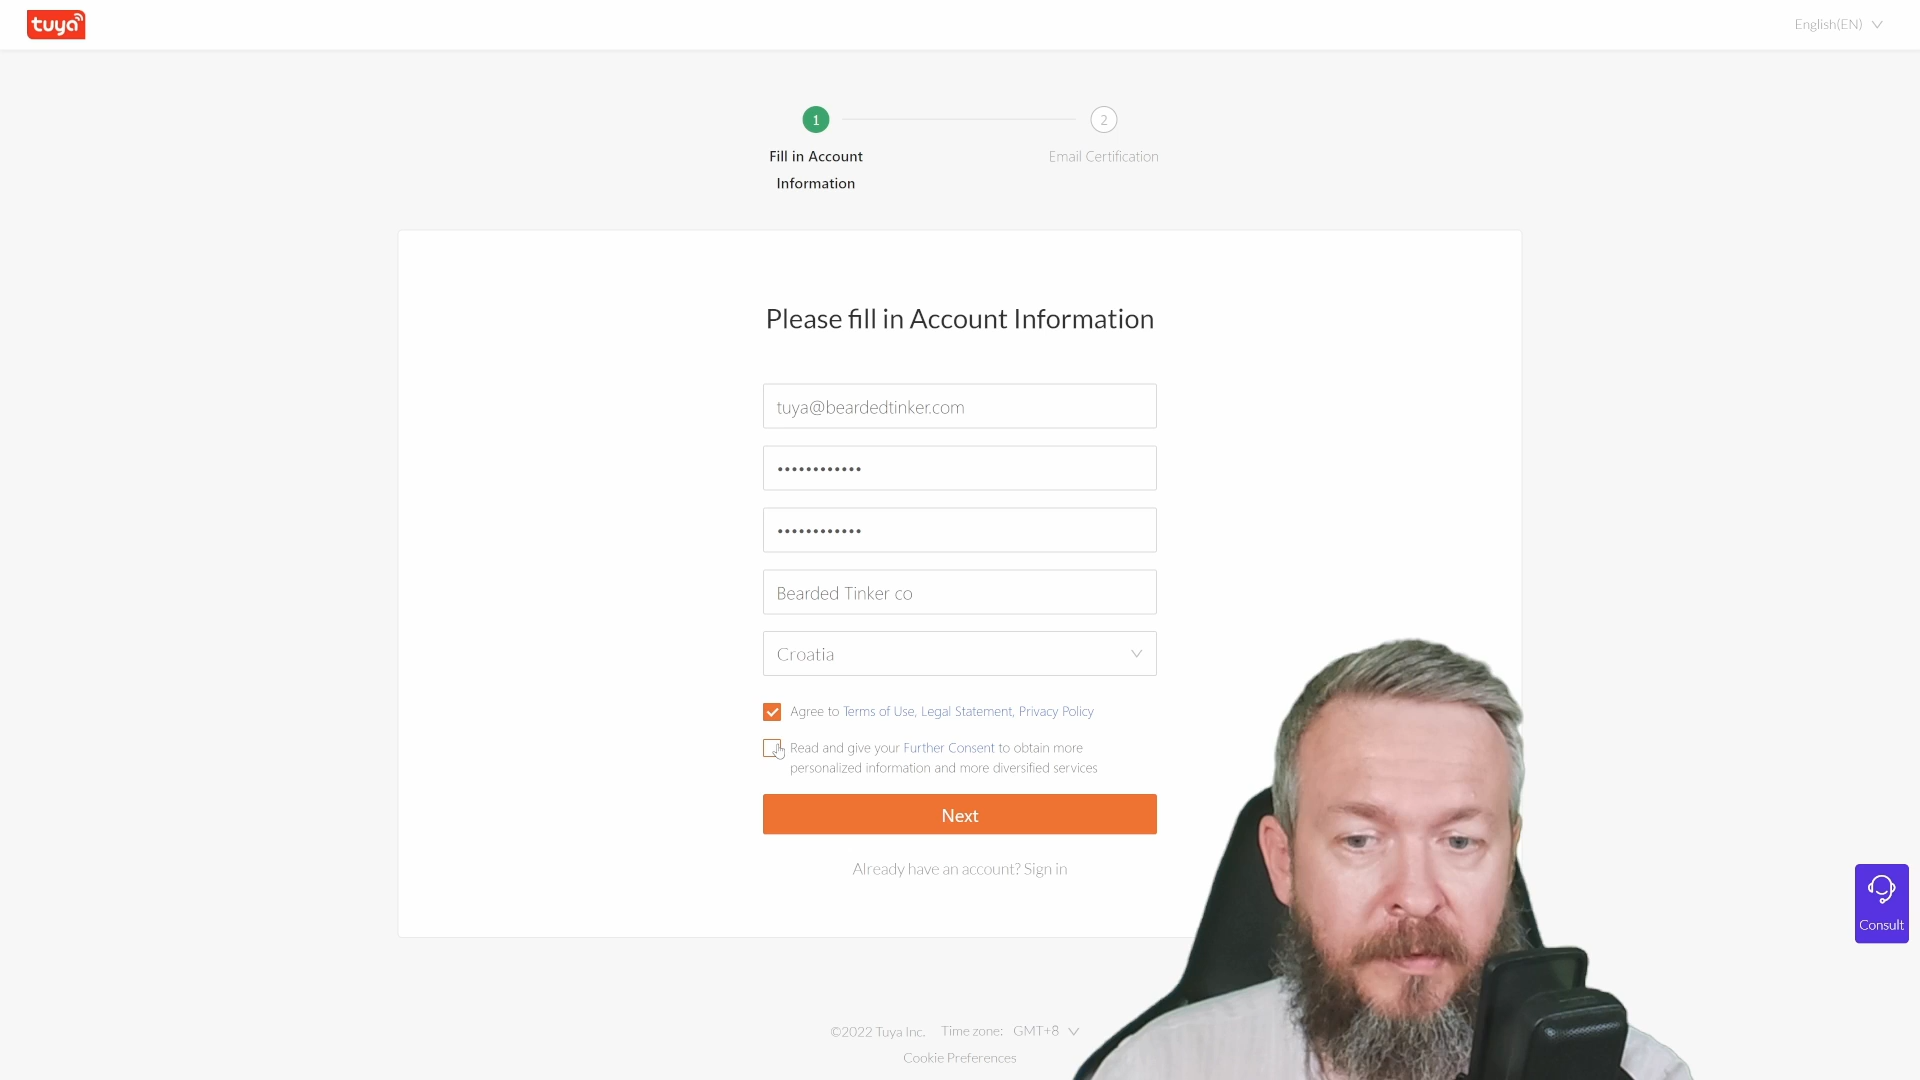 tuya
English(EN)
1
2
Fill in Account
Information
Email Certification
Please fill in Account Information
tuya@beardedtinker.com
••••••••••••
••••••••••••
Bearded Tinker co
Croatia
Agree to Terms of Use, Legal Statement, Privacy Policy
Read and give your Further Consent to obtain more
personalized information and more diversified services
Next
Already have an account? Sign in
Consult
©2022 Tuya Inc. Time zone: GMT+8
Cookie Preferences